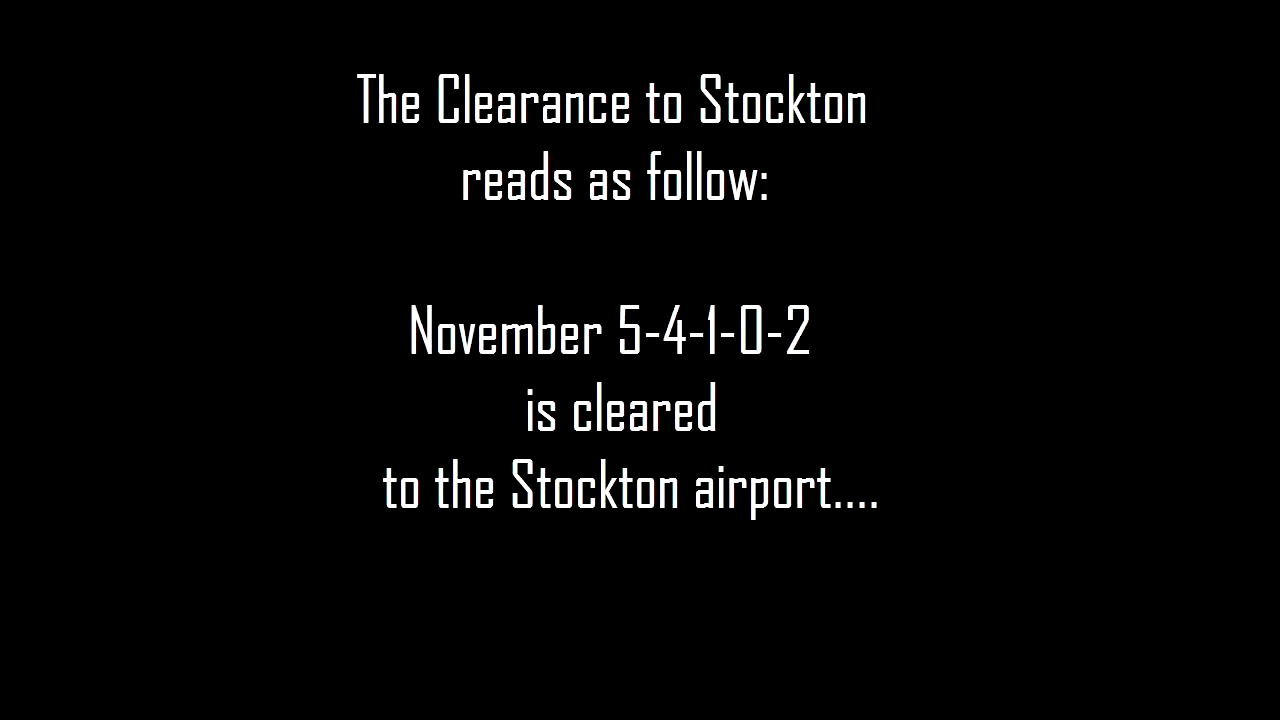 The Clearance to Stockton
reads as follow:
November 5-4-1-0-2
is cleared
to the Stockton airport....